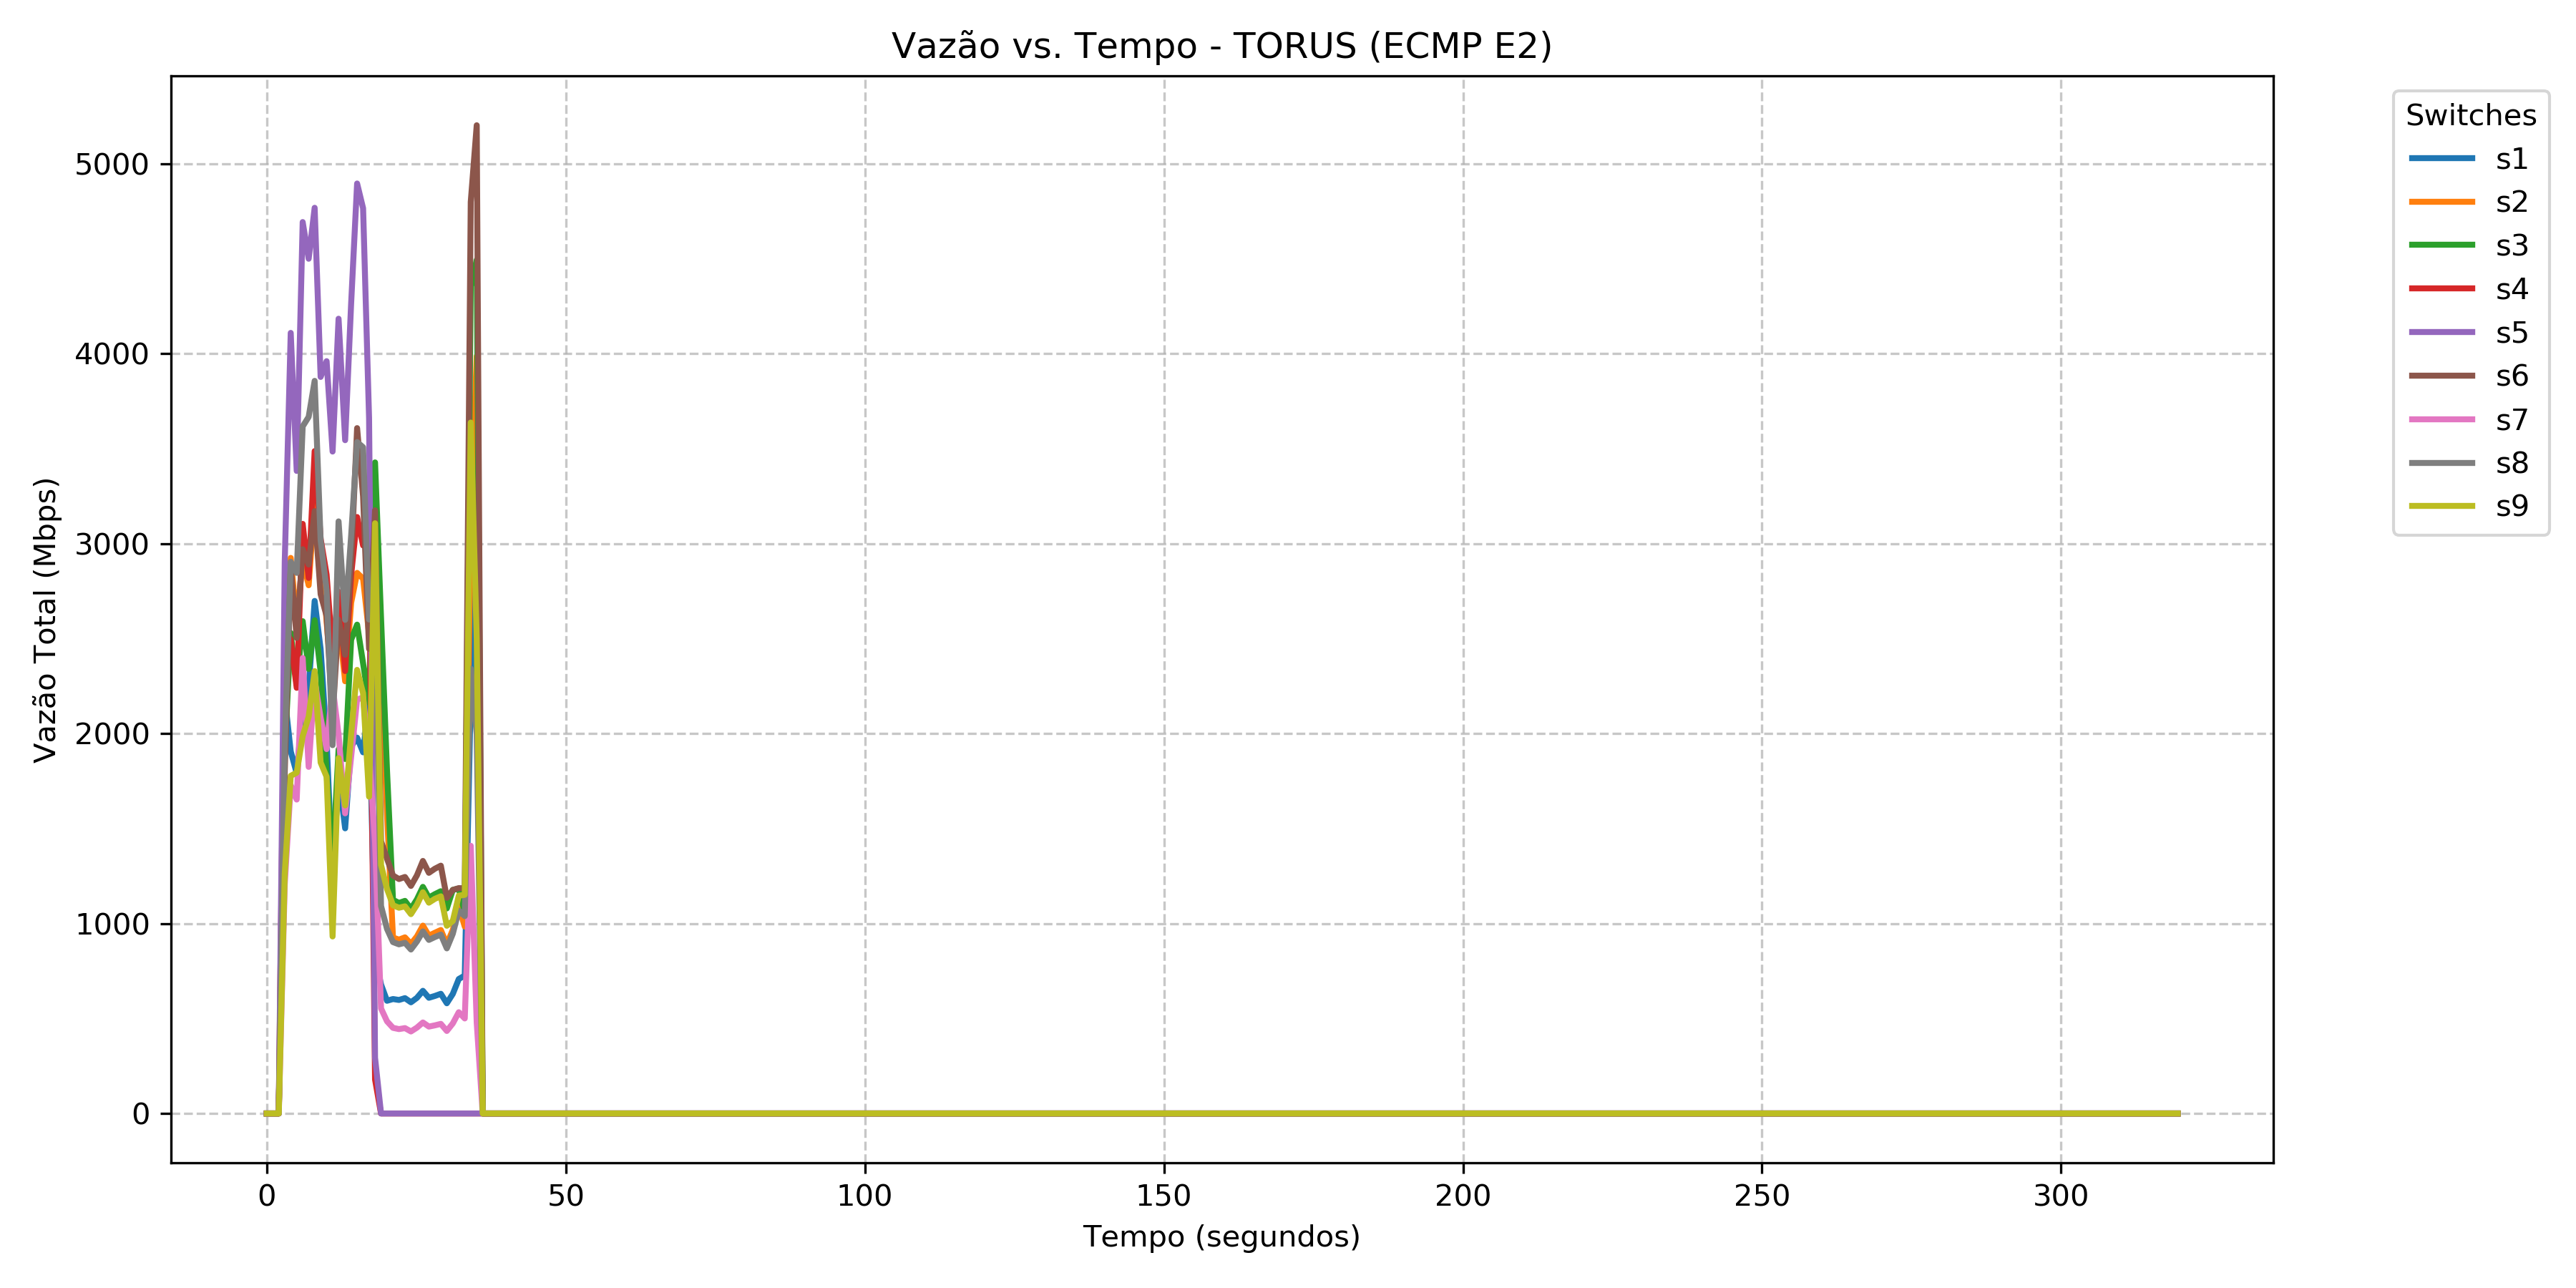 Vazão vs. Tempo - TORUS (ECMP E2)
Vazão Total (Mbps)
5000
4000
3000
2000
1000
0
0 50 100 150 200 250 300
Tempo (segundos)
Switches
s1
s2
s3
s4
s5
s6
s7
s8
s9